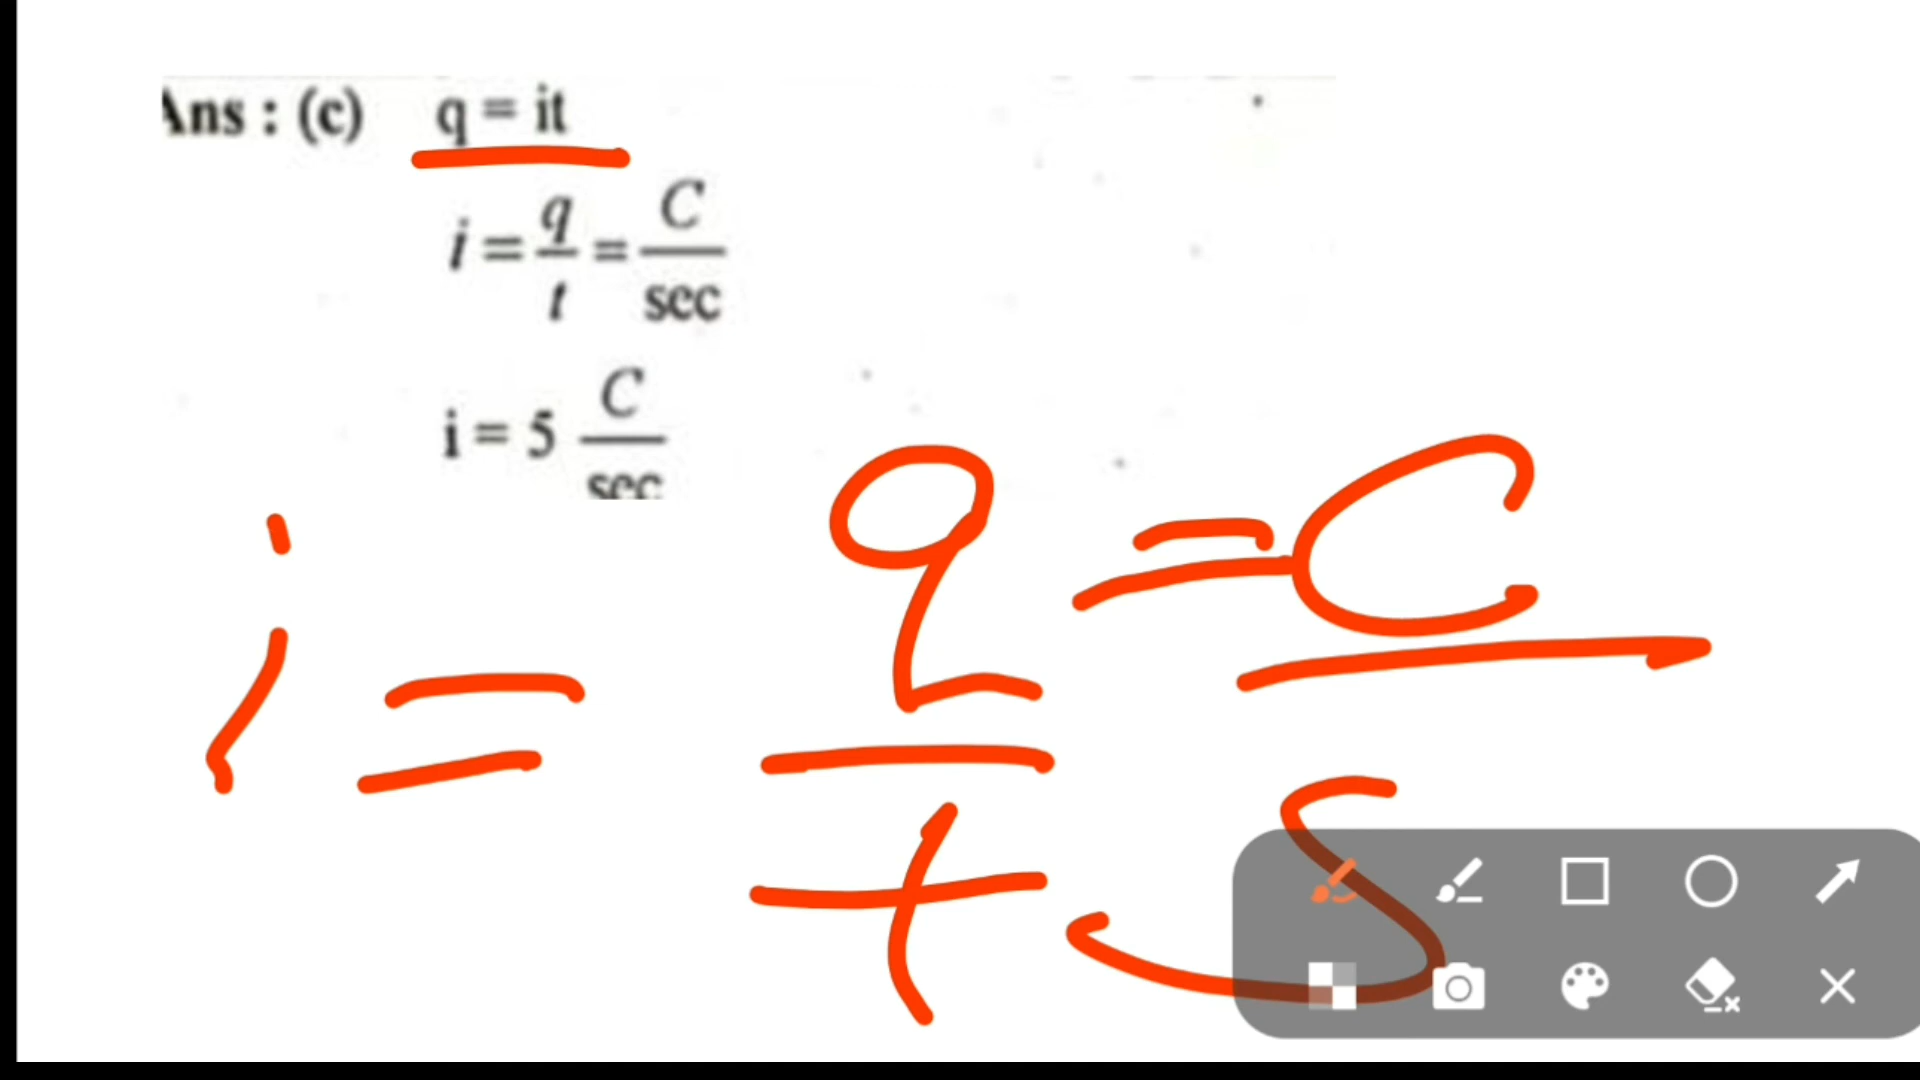 Ans : (c) q = it
i = q/t = C/sec
i = 5 C/sec
i = q/t = C/S